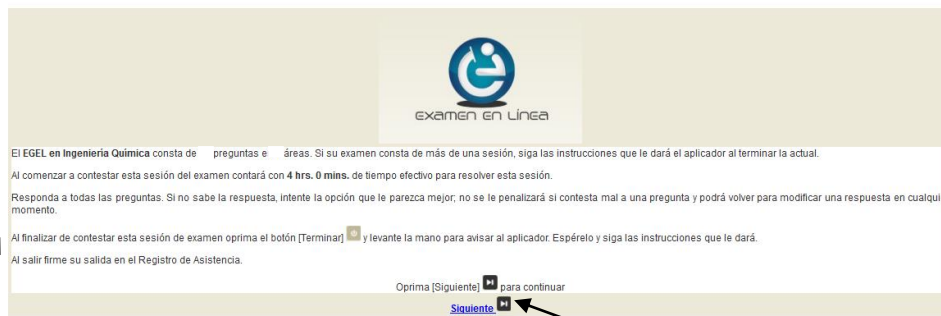 examen en Línea
El EGEL en Ingeniería Química consta de preguntas e áreas. Si su examen consta de más de una sesión, siga las instrucciones que le dará el aplicador al terminar la actual.
Al comenzar a contestar esta sesión del examen contará con 4 hrs. 0 mins. de tiempo efectivo para resolver esta sesión.
Responda a todas las preguntas. Si no sabe la respuesta, intente la opción que le parezca mejor; no se le penalizará si contesta mal a una pregunta y podrá volver para modificar una respuesta en cualqui
momento.
Al finalizar de contestar esta sesión de examen oprima el botón [Terminar] y levante la mano para avisar al aplicador. Espérelo y siga las instrucciones que le dará.
Al salir firme su salida en el Registro de Asistencia.
Oprima [Siguiente] para continuar
Siguiente